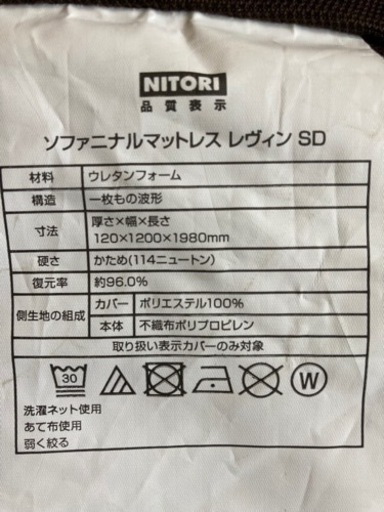 NITORI
品質表示
ソファニナルマットレス レヴィン SD
材料 ウレタンフォーム
構造 一枚もの波形
寸法 厚さ×幅×長さ
120×1200×1980mm
硬さ かため(114ニュートン)
復元率 約96.0%
側生地の組成 カバー ポリエステル100%
本体 不織布ポリプロピレン
取り扱い表示カバーのみ対象
30 W
洗濯ネット使用
あて布使用
弱く絞る